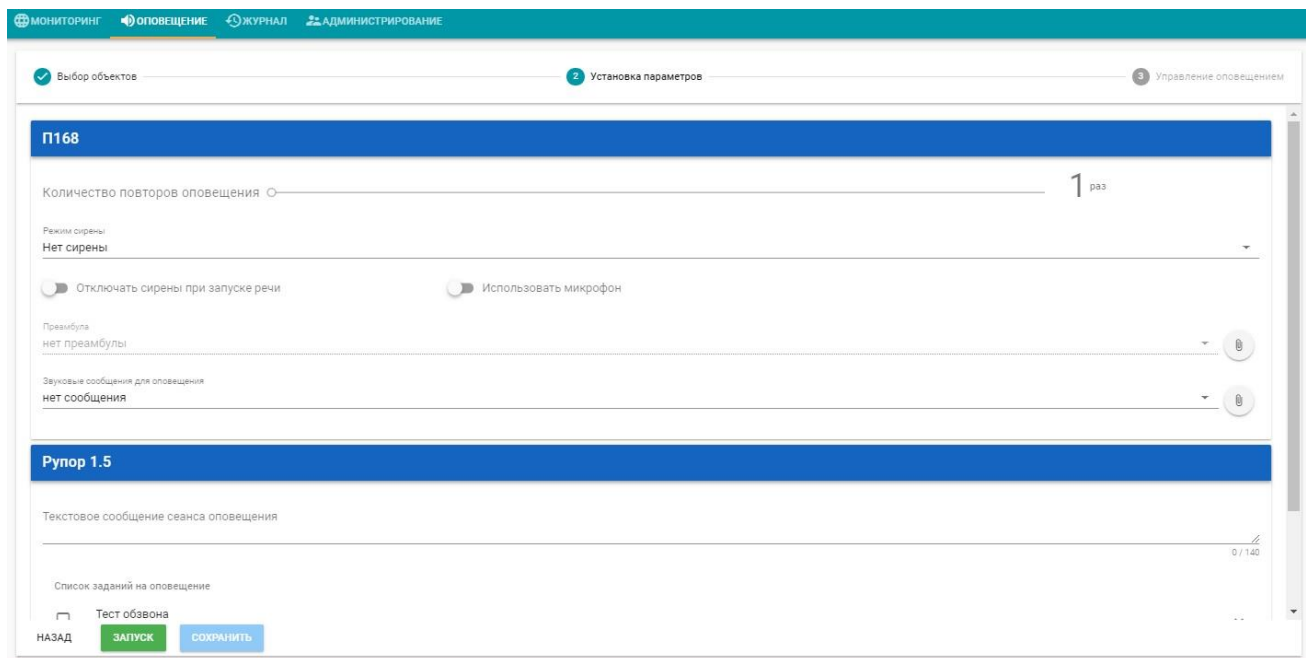 МОНИТОРИНГ ОПОВЕЩЕНИЕ ЖУРНАЛ АДМИНИСТРИРОВАНИЕ
Выбор объектов 2 Установка параметров 3 Управление оповещением
П168
Количество повторов оповещения 1 раз
Режим сирены
Нет сирены
Отключать сирены при запуске речи Использовать микрофон
Преамбула
нет преамбулы
Звуковые сообщения для оповещения
нет сообщения
Рупор 1.5
Текстовое сообщение сеанса оповещения
0 / 140
Список заданий на оповещение
Тест обзвона
НАЗАД ЗАПУСК СОХРАНИТЬ